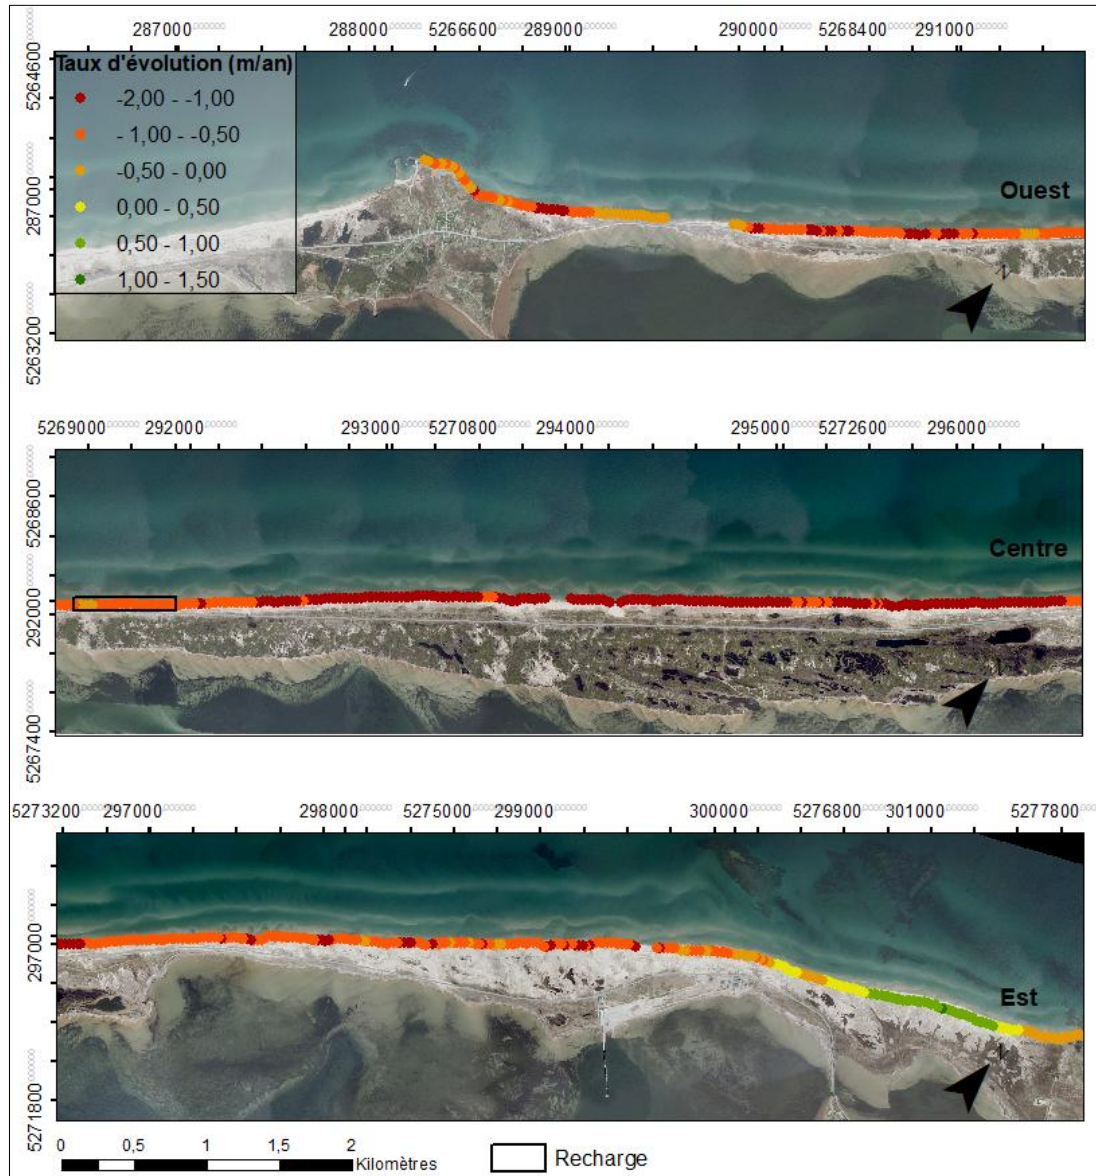 287000 288000 5266600 289000 290000 5268400 291000
5264600
287000
5263200
Taux d'évolution (m/an)
-2,00 - -1,00
- 1,00 - -0,50
-0,50 - 0,00
0,00 - 0,50
0,50 - 1,00
1,00 - 1,50
Ouest
5269000 292000 293000 5270800 294000 295000 5272600 296000
5268600
292000
5267400
Centre
5273200 297000 298000 5275000 299000 300000 5276800 301000 5277800
297000
5271800
Est
0 0,5 1 1,5 2
Kilomètres
Recharge